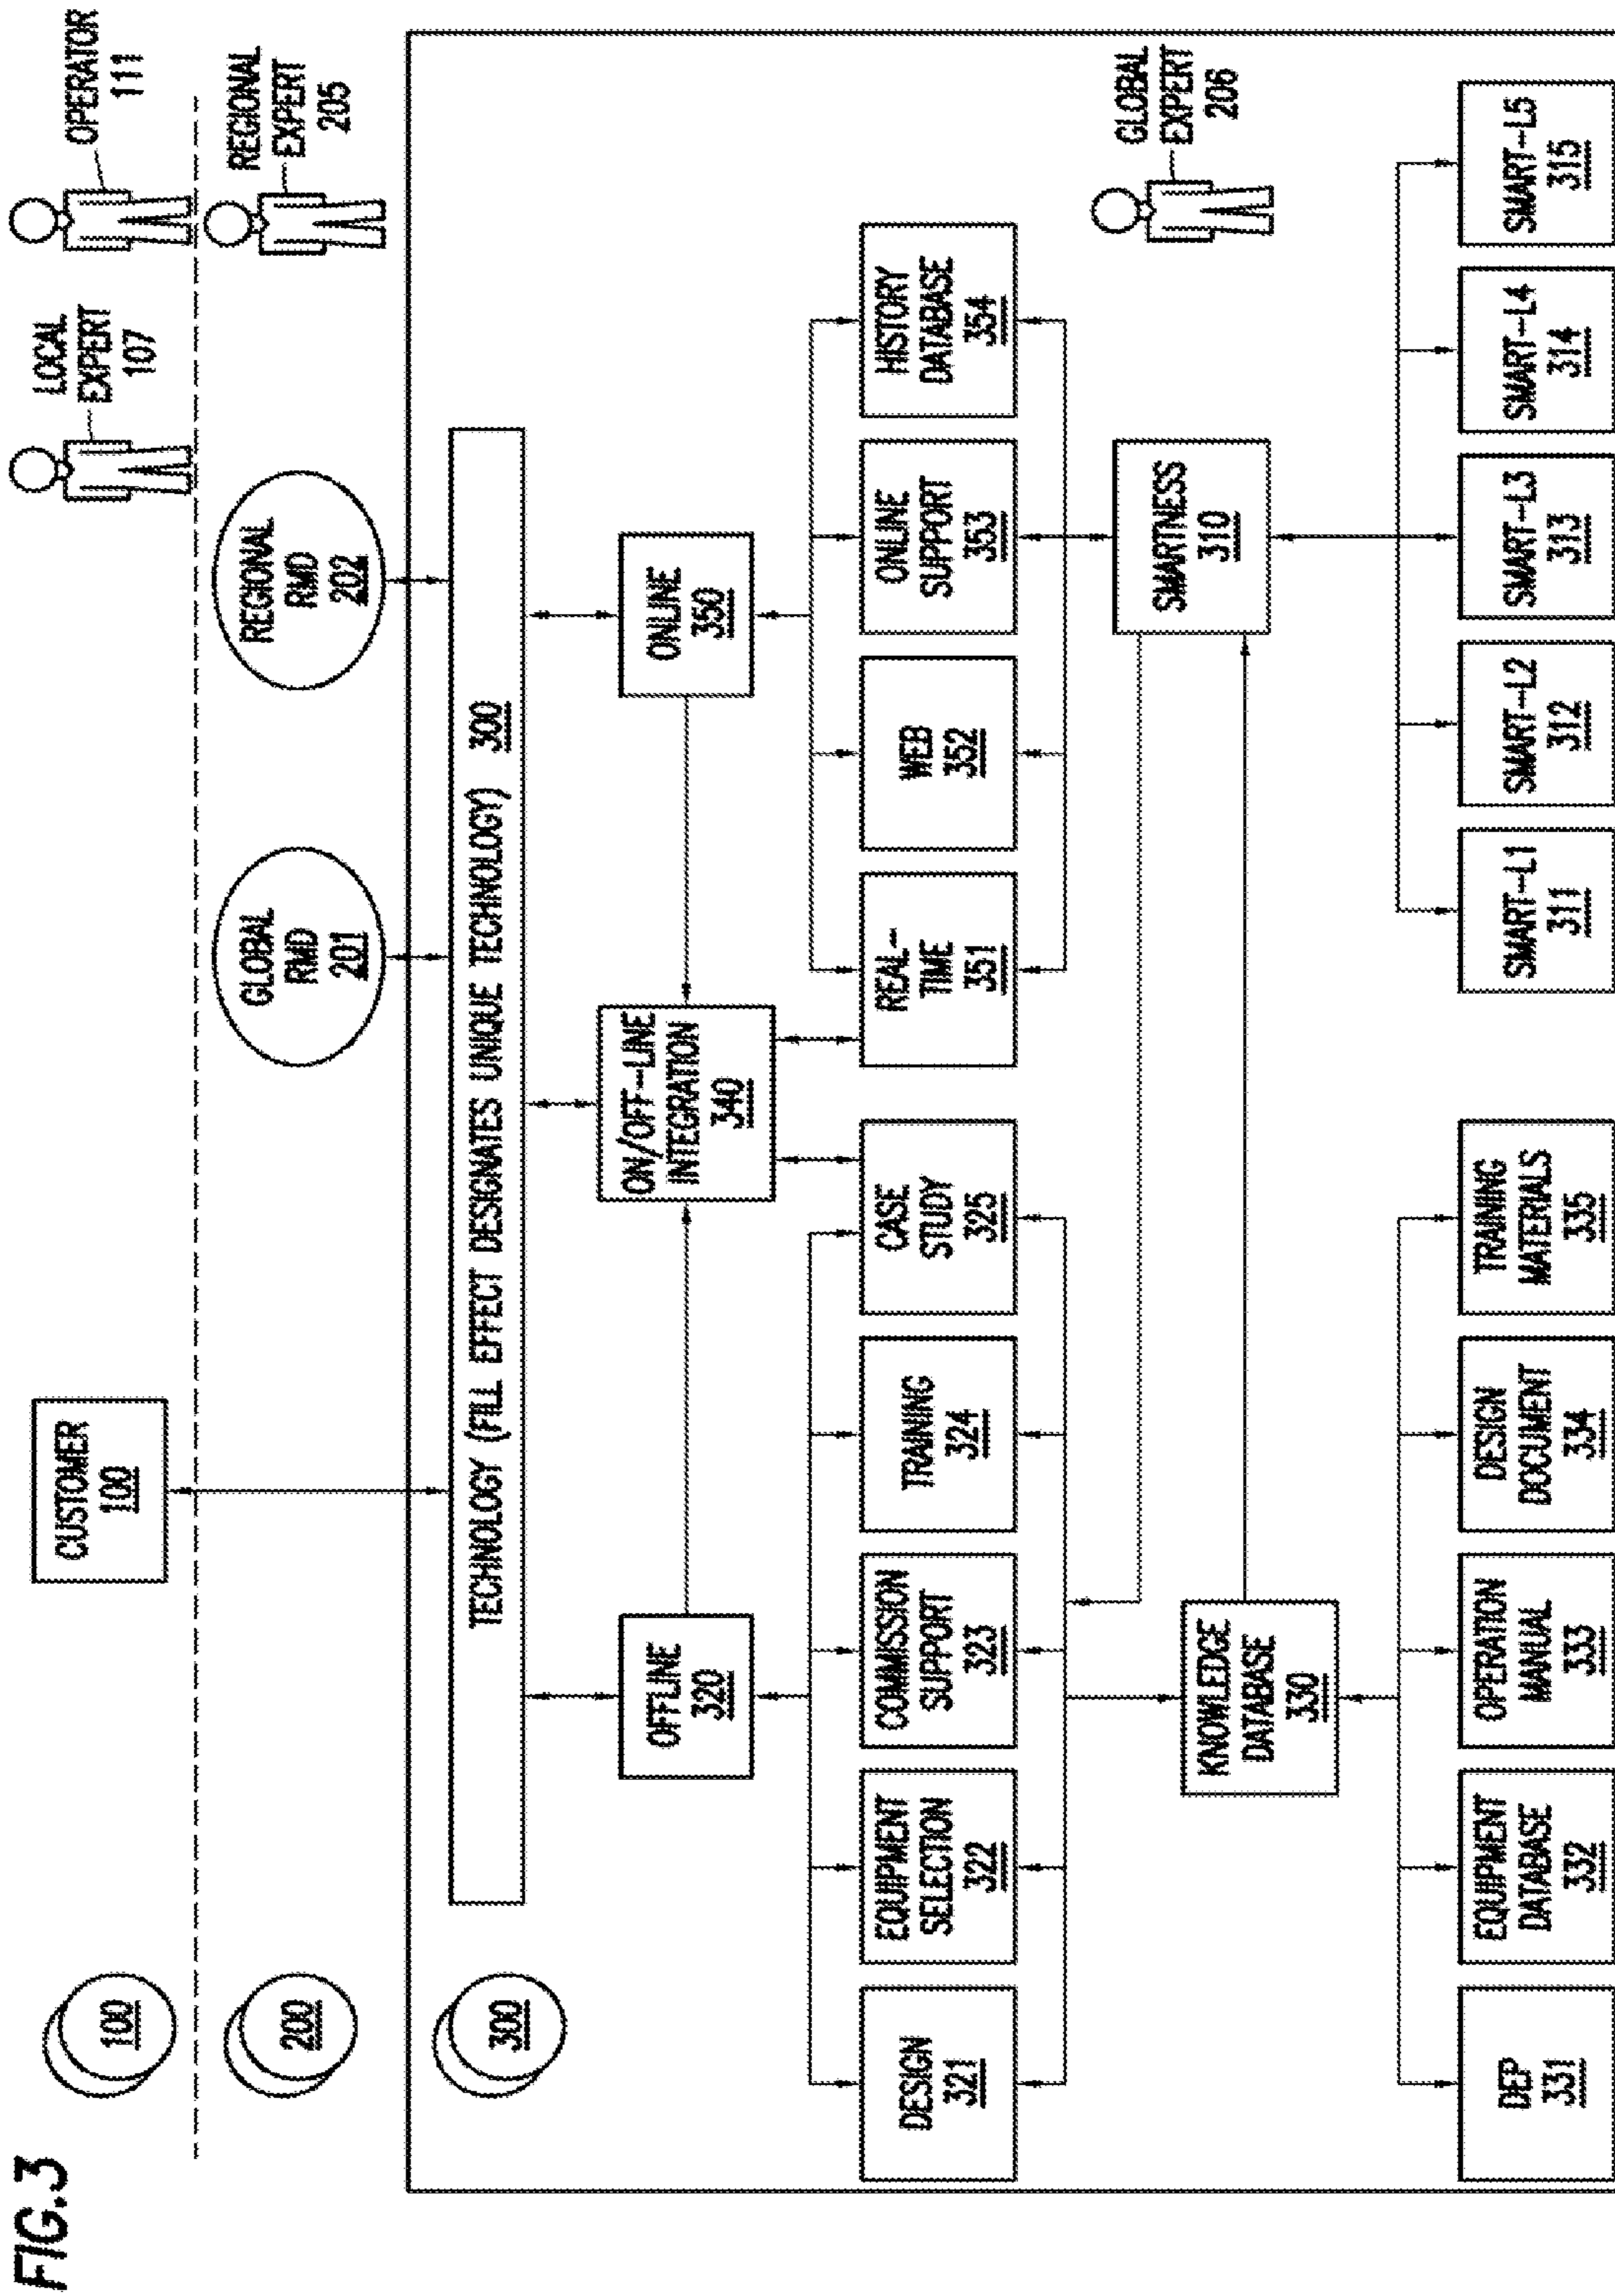 FIG.3
100
CUSTOMER
100
LOCAL
EXPERT
107
OPERATOR
111
200
GLOBAL
RMD
201
REGIONAL
RMD
202
REGIONAL
EXPERT
205
300
TECHNOLOGY (FILL EFFECT DESIGNATES UNIQUE TECHNOLOGY) 300
OFFLINE
320
ON/OFF-LINE
INTEGRATION
340
ONLINE
350
DESIGN
321
EQUIPMENT
SELECTION
322
COMMISSION
SUPPORT
323
TRAINING
324
CASE
STUDY
325
REAL-
TIME
351
WEB
352
ONLINE
SUPPORT
353
HISTORY
DATABASE
354
KNOWLEDGE
DATABASE
330
SMARTNESS
310
GLOBAL
EXPERT
206
DEP
331
EQUIPMENT
DATABASE
332
OPERATION
MANUAL
333
DESIGN
DOCUMENT
334
TRAINING
MATERIALS
335
SMART-L1
311
SMART-L2
312
SMART-L3
313
SMART-L4
314
SMART-L5
315